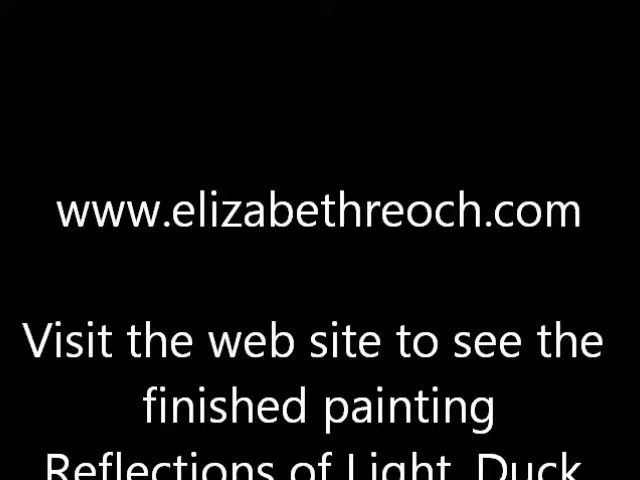 www.elizabethreoch.com
Visit the web site to see the
finished painting
Reflections of Light, Duck